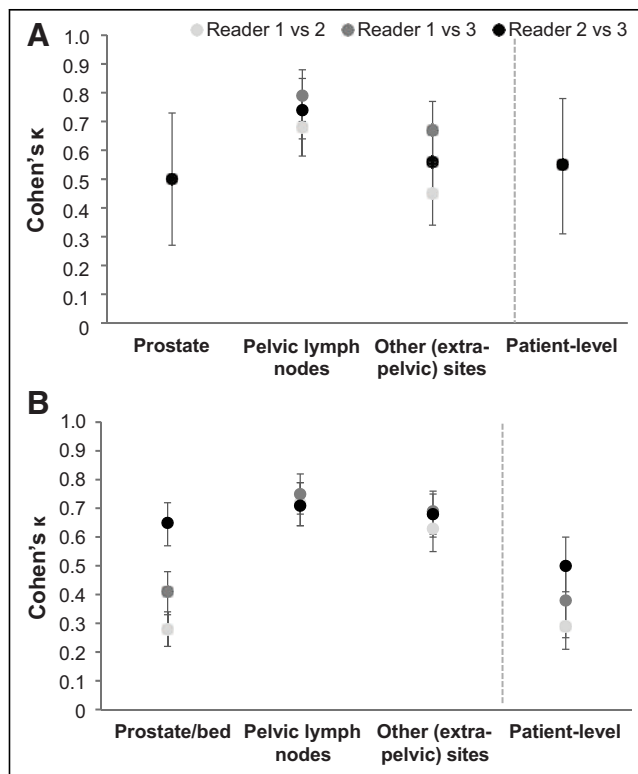 A
Reader 1 vs 2 Reader 1 vs 3 Reader 2 vs 3
1.0
0.9
0.8
0.7
0.6
0.5
0.4
0.3
0.2
0.1
0
Cohen's κ
Prostate
Pelvic lymph
nodes
Other (extra-
pelvic) sites
Patient-level
B
1.0
0.9
0.8
0.7
0.6
0.5
0.4
0.3
0.2
0.1
0
Cohen's κ
Prostate/bed
Pelvic lymph
nodes
Other (extra-
pelvic) sites
Patient-level